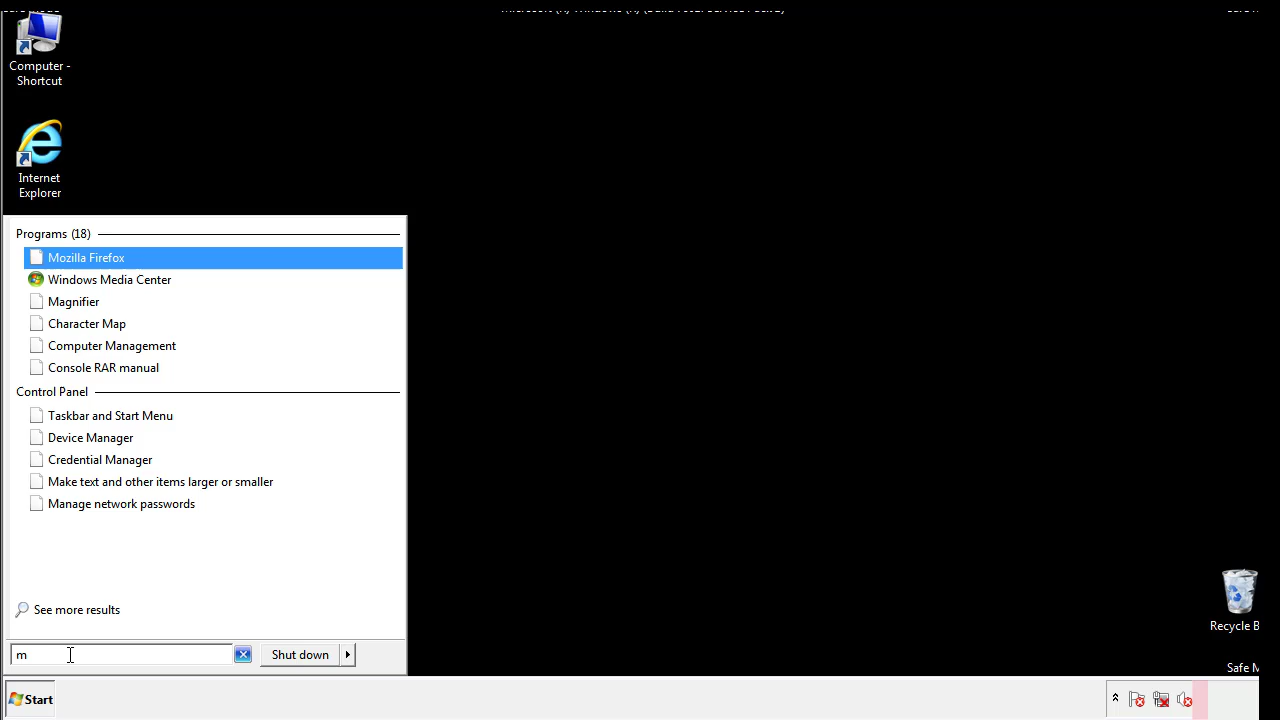 Computer -
Shortcut
Internet
Explorer
Programs (18)
Mozilla Firefox
Windows Media Center
Magnifier
Character Map
Computer Management
Console RAR manual
Control Panel
Taskbar and Start Menu
Device Manager
Credential Manager
Make text and other items larger or smaller
Manage network passwords
See more results
m
Shut down
Recycle B
Safe M
Start